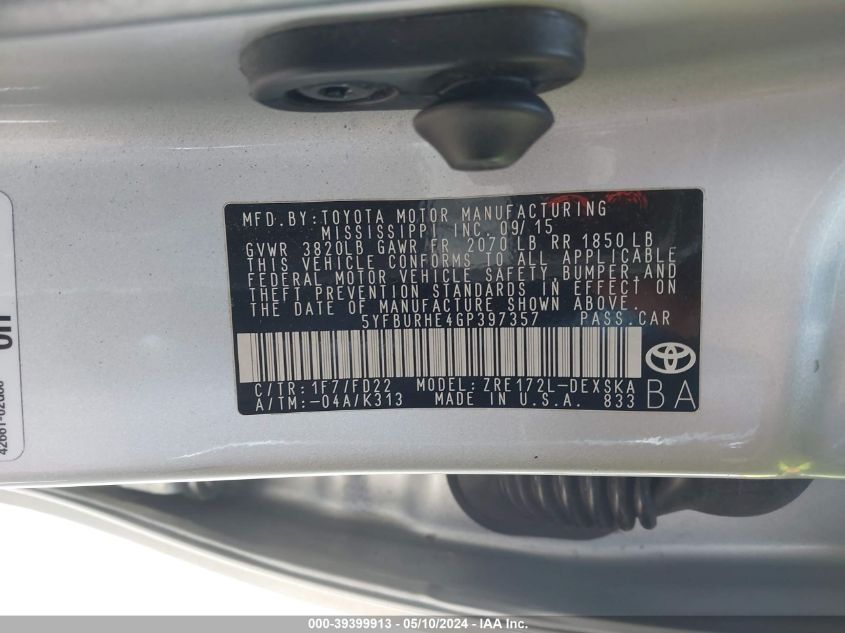 MFD.BY:TOYOTA MOTOR MANUFACTURING
MISSISSIPPI INC. 09/15
GVWR 3820LB GAWR FR 2070 LB RR 1850 LB
THIS VEHICLE CONFORMS TO ALL APPLICABLE
FEDERAL MOTOR VEHICLE SAFETY, BUMPER, AND
THEFT PREVENTION STANDARDS IN EFFECT ON
THE DATE OF MANUFACTURE SHOWN ABOVE.
5YFBURHE4GP397357 PASS.CAR
C/TR: 1F7/FD22 MODEL: ZRE172L-DEXSKA
A/TM:-04A/K313 MADE IN U.S.A. 833
BA
000-39399913 - 05/10/2024 - IAA Inc.